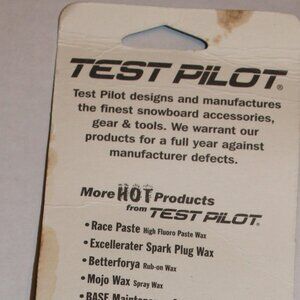 TEST PILOT®
Test Pilot designs and manufactures
the finest snowboard accessories,
gear & tools. We warrant our
products for a full year against
manufacturer defects.
More HOT Products
from TEST PILOT®
• Race Paste High Fluoro Paste Wax
• Excellerater Spark Plug Wax
• Betterforya Rub-on Wax
• Mojo Wax Spray Wax
• BASE